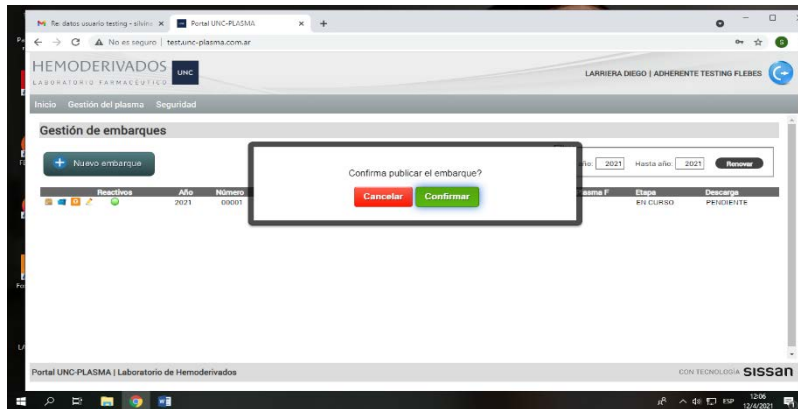 Re: datos usuario testing - silvin
Portal UNC-PLASMA
No es seguro | test.unc-plasma.com.ar
HEMODERIVADOS
UNC
LABORATORIO FARMACÉUTICO
LARRIERA DIEGO | ADHERENTE TESTING FLEBES
Inicio Gestión del plasma Seguridad
Gestión de embarques
Nuevo embarque
año: 2021 Hasta año: 2021 Renovar
Confirma publicar el embarque?
Cancelar Confirmar
Reactivos Año Número asma F Etapa Descarga
2021 00001 EN CURSO PENDIENTE
Portal UNC-PLASMA | Laboratorio de Hemoderivados
CON TECNOLOGÍA sissan
ESP
12:06
12/4/2021